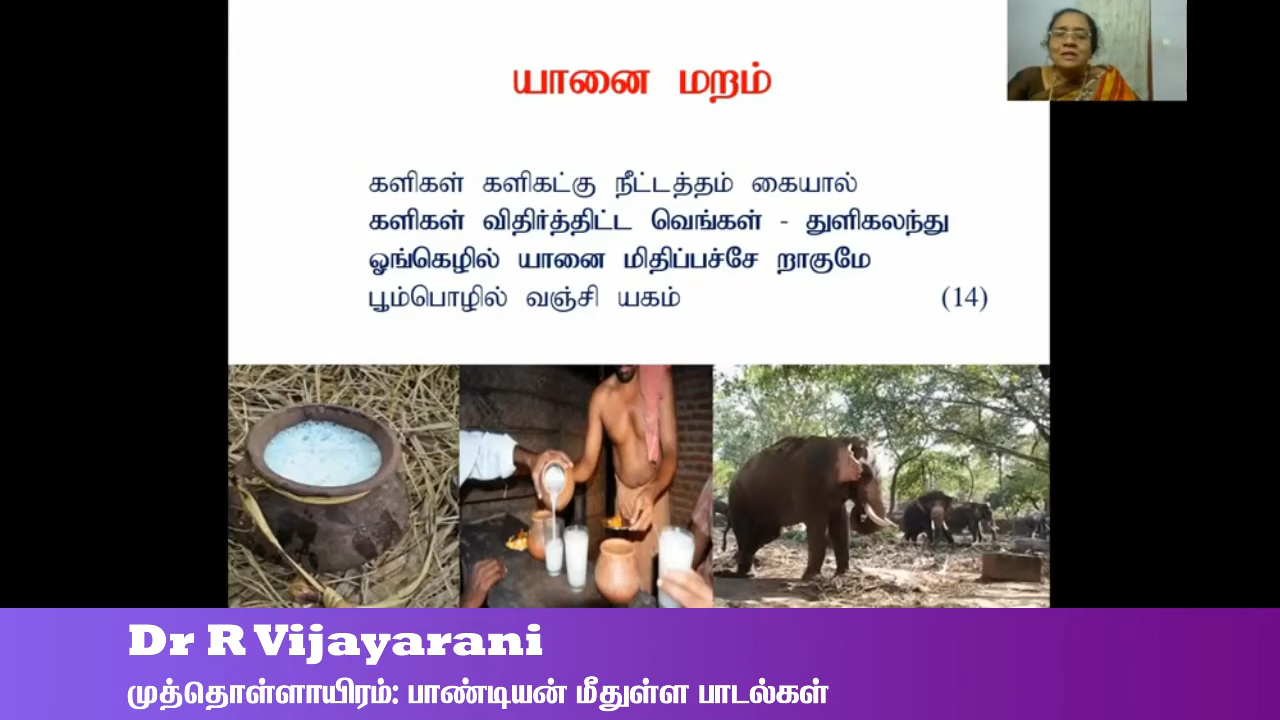 யானை மறம்
களிகள் களிகட்கு நீட்டத்தம் கையால்
களிகள் விதிர்த்திட்ட வெங்கள் - துளிகலந்து
ஓங்கெழில் யானை மிதிப்பச்சே றாகுமே
பூம்பொழில் வஞ்சி யகம் (14)
Dr R Vijayarani
முத்தொள்ளாயிரம்: பாண்டியன் மீதுள்ள பாடல்கள்